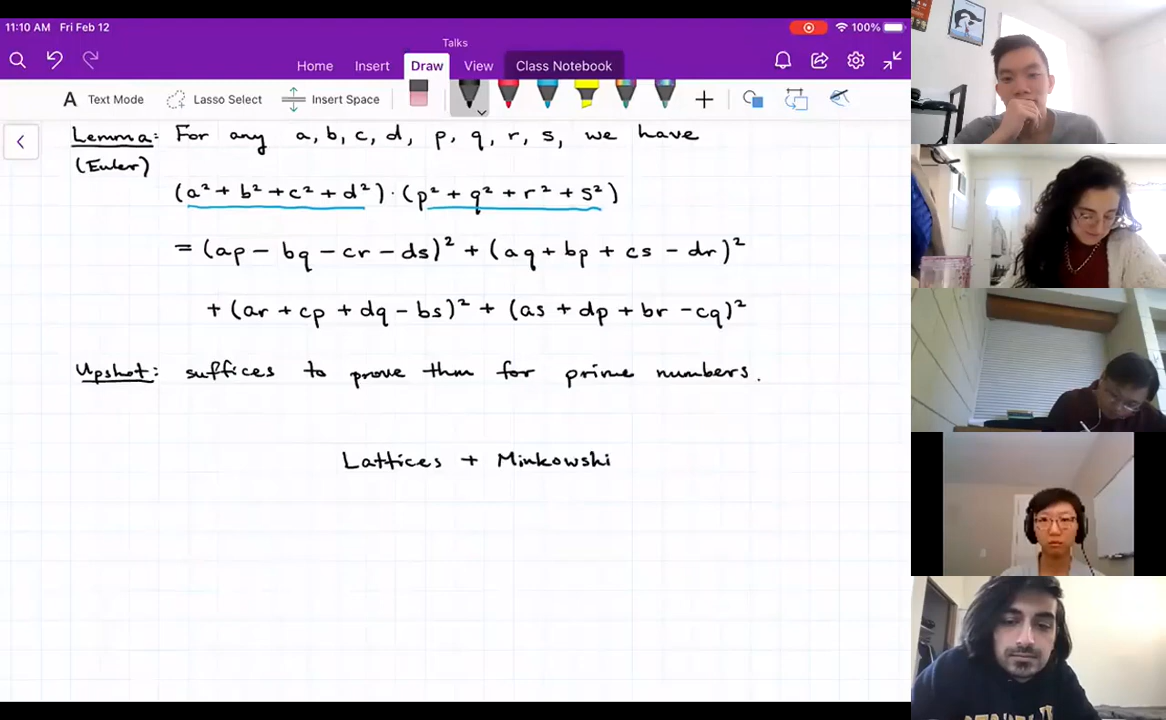 11:10 AM Fri Feb 12
100%
Talks
Home Insert Draw View Class Notebook
Text Mode Lasso Select Insert Space
Lemma: For any a, b, c, d, p, q, r, s, we have
(Euler)
(a² + b² + c² + d²) · (p² + q² + r² + s²)
= (ap − bq − cr − ds)² + (aq + bp + cs − dr)²
+ (ar + cp + dq − bs)² + (as + dp + br − cq)²
Upshot: suffices to prove thm for prime numbers.
Lattices + Minkowski